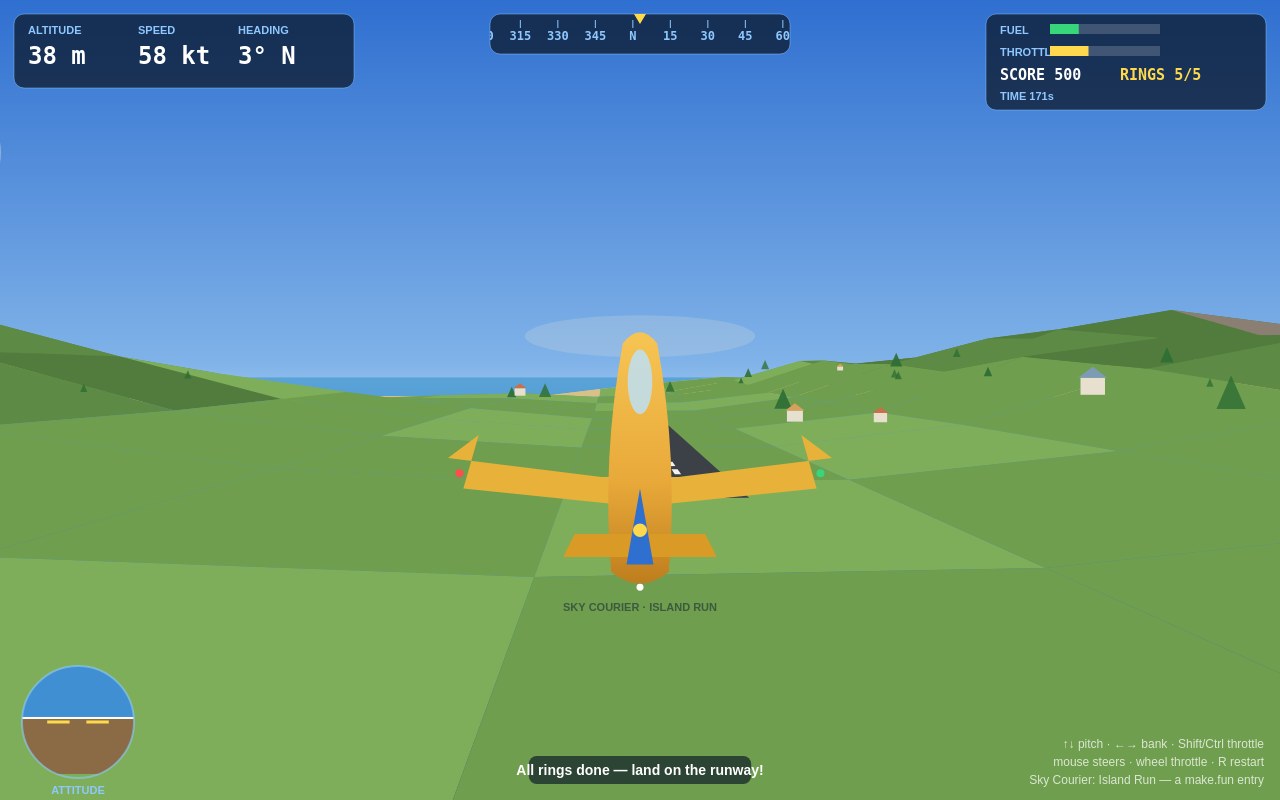 ALTITUDE SPEED HEADING
38 m 58 kt 3° N
315 330 345 N 15 30 45 60
FUEL
THROTTL
SCORE 500 RINGS 5/5
TIME 171s
SKY COURIER · ISLAND RUN
All rings done — land on the runway!
ATTITUDE
↑↓ pitch · ←→ bank · Shift/Ctrl throttle
mouse steers · wheel throttle · R restart
Sky Courier: Island Run — a make.fun entry